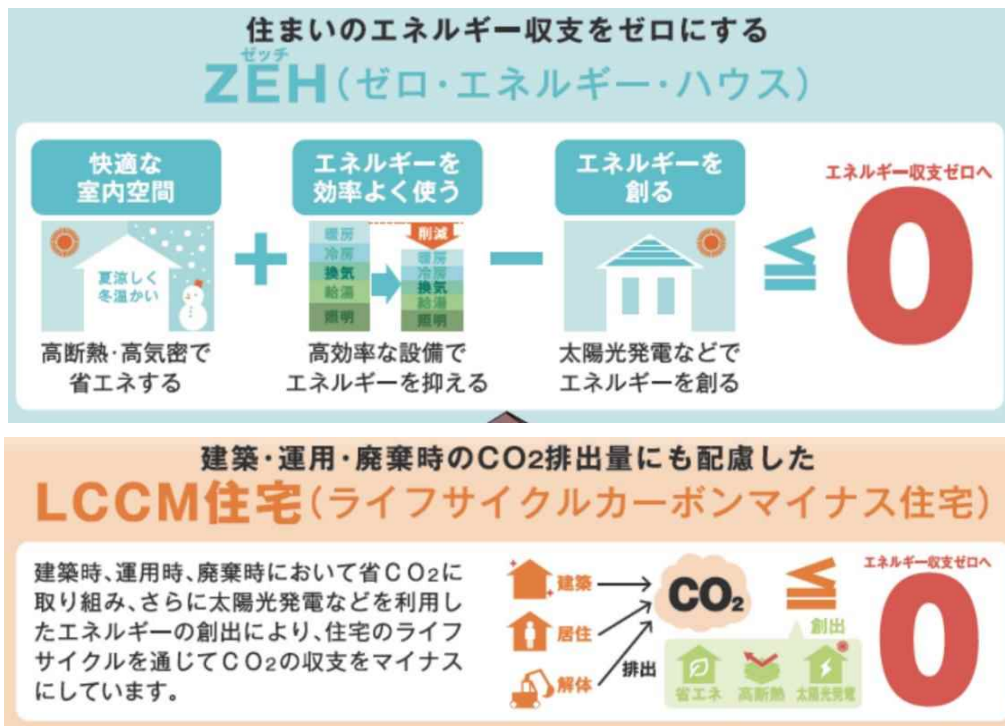 住まいのエネルギー収支をゼロにする
ゼッチ
ZEH(ゼロ・エネルギー・ハウス)
快適な
室内空間
夏涼しく
冬温かい
高断熱・高気密で
省エネする
+
エネルギーを
効率よく使う
暖房
冷房
換気
給湯
照明
削減
暖房
冷房
換気
給湯
照明
高効率な設備で
エネルギーを抑える
−
エネルギーを
創る
太陽光発電などで
エネルギーを創る
≦
エネルギー収支ゼロへ
0
建築・運用・廃棄時のCO2排出量にも配慮した
LCCM住宅(ライフサイクルカーボンマイナス住宅)
建築時、運用時、廃棄時において省CO2に
取り組み、さらに太陽光発電などを利用し
たエネルギーの創出により、住宅のライフ
サイクルを通じてCO2の収支をマイナス
にしています。
建築
居住
解体
排出
CO2
≦
創出
省エネ
高断熱
太陽光発電
エネルギー収支ゼロへ
0